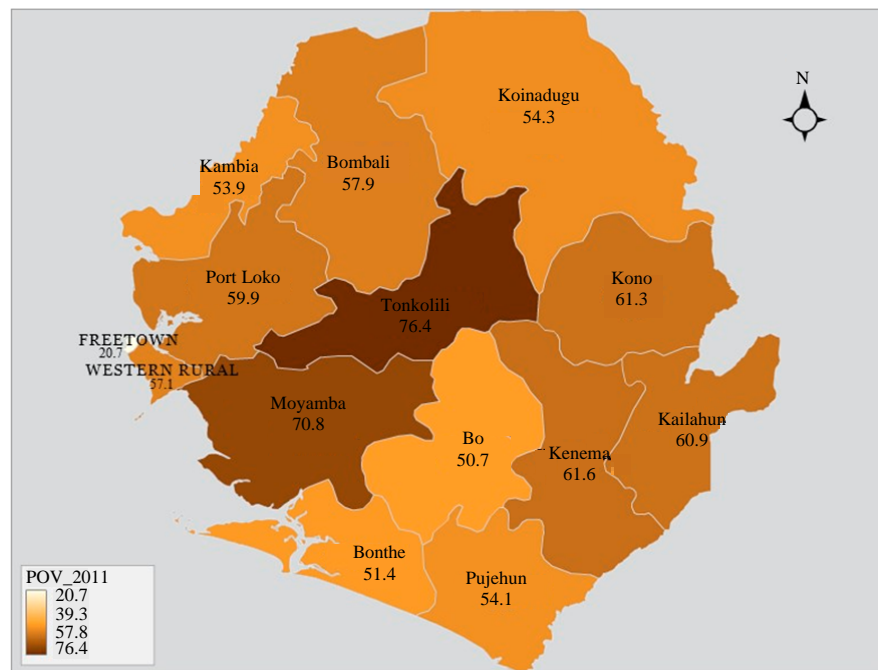 N
Koinadugu
54.3
Kambia
53.9
Bombali
57.9
Port Loko
59.9
Kono
61.3
Tonkolili
76.4
FREETOWN
20.7
WESTERN RURAL
57.1
Moyamba
70.8
Bo
50.7
Kailahun
60.9
Kenema
61.6
Bonthe
51.4
Pujehun
54.1
POV_2011
20.7
39.3
57.8
76.4